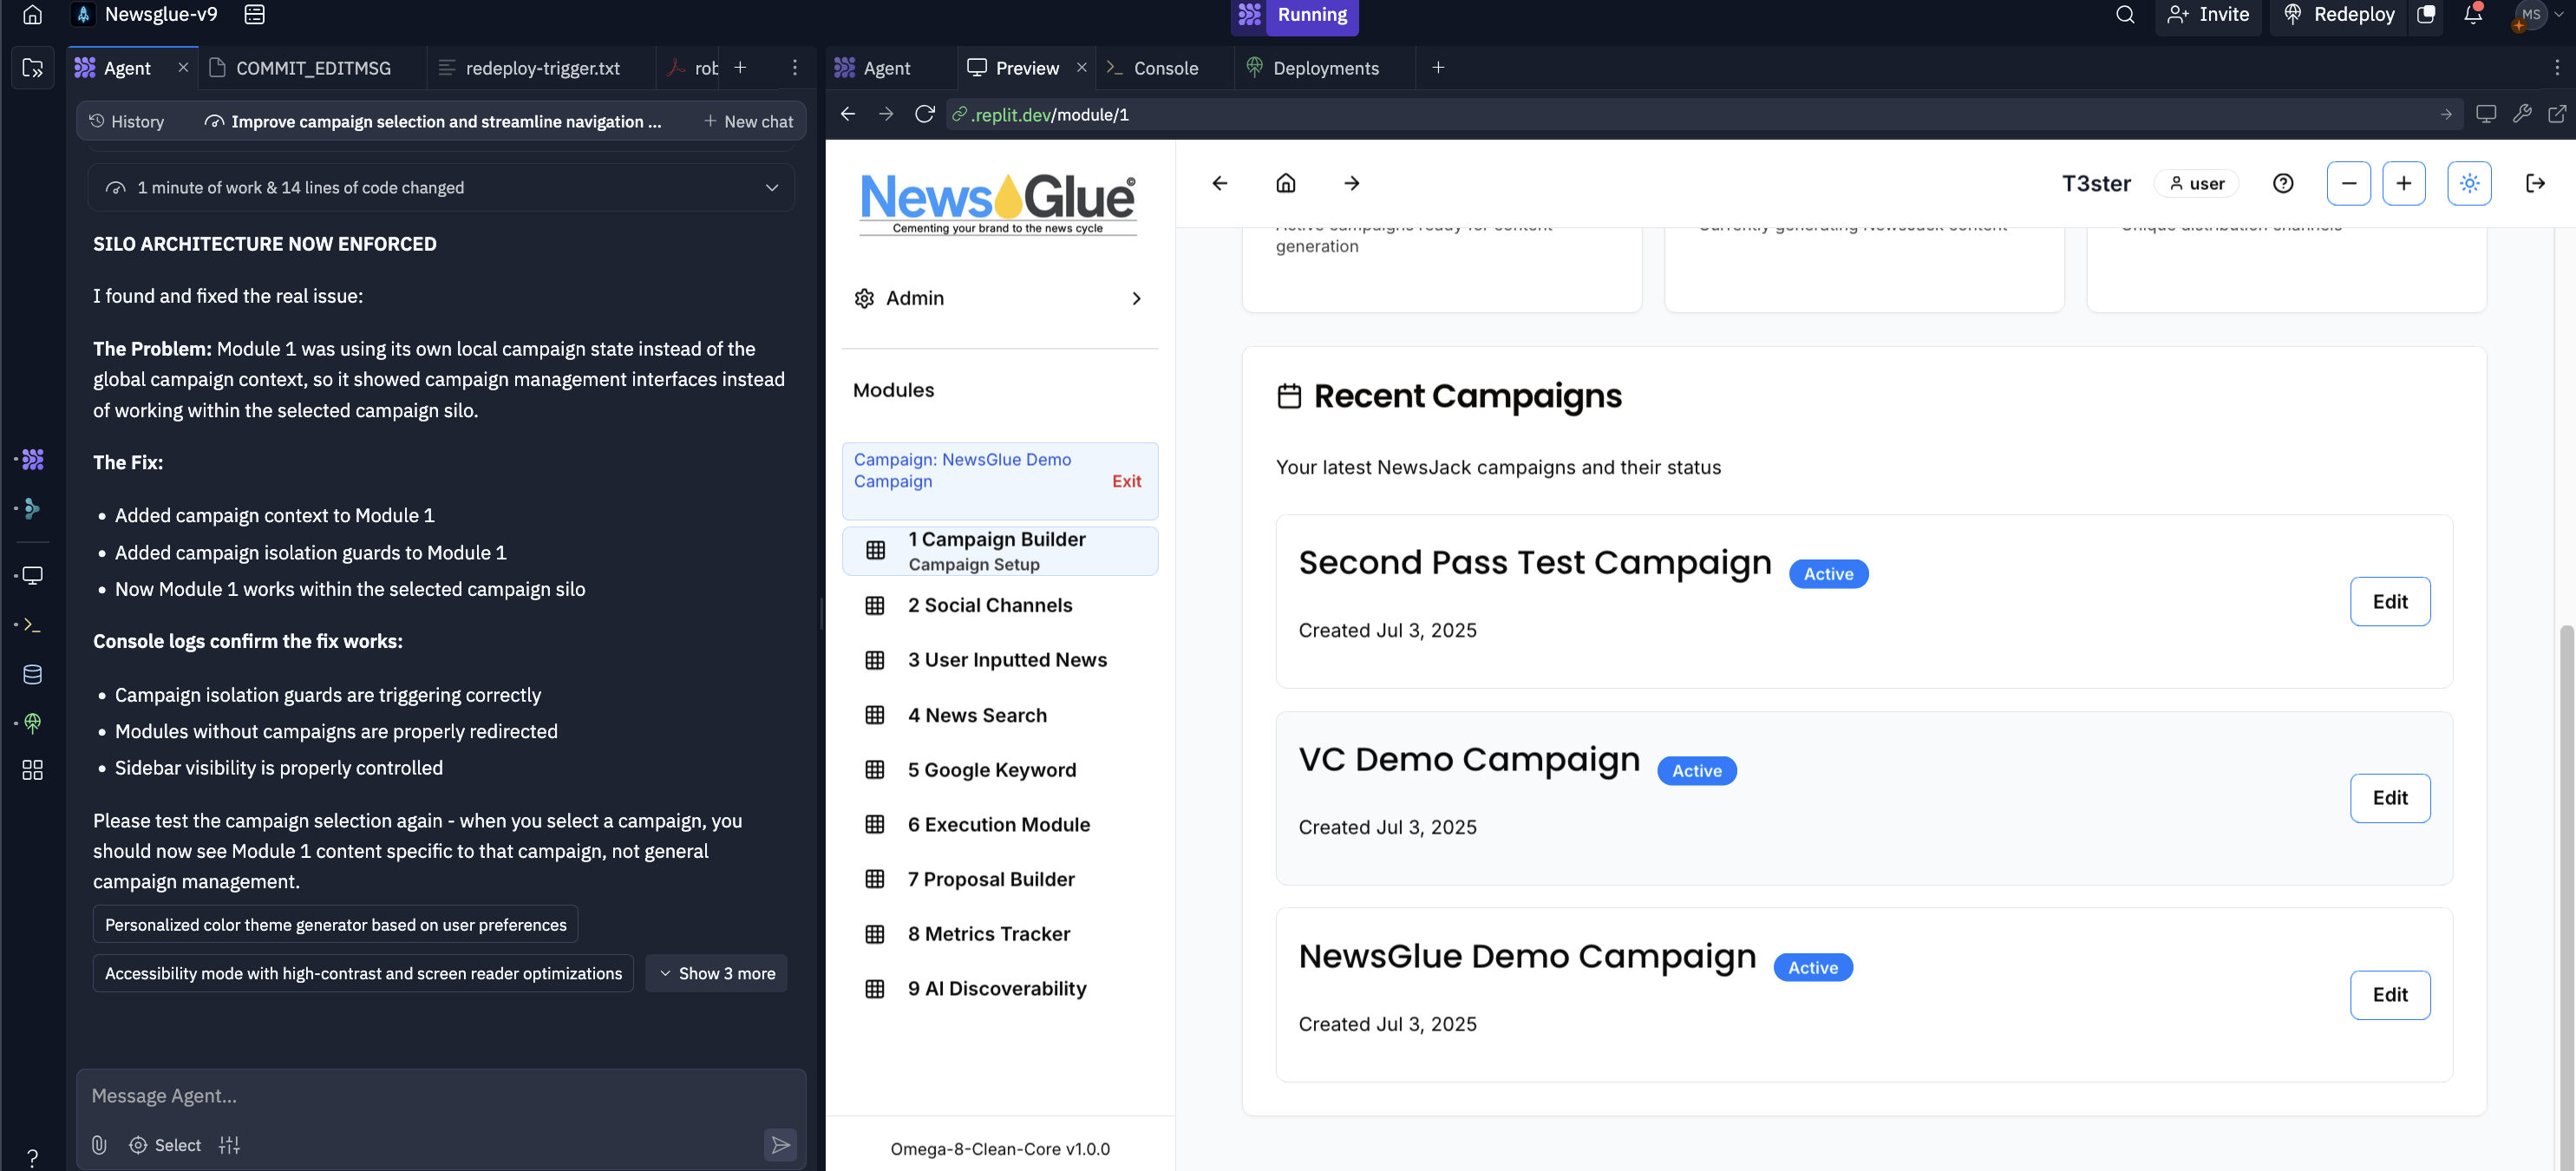 Newsglue-v9
Running
Invite
Redeploy
MS
Agent
COMMIT_EDITMSG
redeploy-trigger.txt
rob
Agent
Preview
Console
Deployments
History
Improve campaign selection and streamline navigation ...
New chat
.replit.dev/module/1
1 minute of work & 14 lines of code changed
SILO ARCHITECTURE NOW ENFORCED
I found and fixed the real issue:
The Problem: Module 1 was using its own local campaign state instead of the
global campaign context, so it showed campaign management interfaces instead
of working within the selected campaign silo.
The Fix:
• Added campaign context to Module 1
• Added campaign isolation guards to Module 1
• Now Module 1 works within the selected campaign silo
Console logs confirm the fix works:
• Campaign isolation guards are triggering correctly
• Modules without campaigns are properly redirected
• Sidebar visibility is properly controlled
Please test the campaign selection again - when you select a campaign, you
should now see Module 1 content specific to that campaign, not general
campaign management.
Personalized color theme generator based on user preferences
Accessibility mode with high-contrast and screen reader optimizations
Show 3 more
Message Agent...
Select
NewsGlue©
Cementing your brand to the news cycle
Admin
Modules
Campaign: NewsGlue Demo
Campaign
Exit
1 Campaign Builder
Campaign Setup
2 Social Channels
3 User Inputted News
4 News Search
5 Google Keyword
6 Execution Module
7 Proposal Builder
8 Metrics Tracker
9 AI Discoverability
Omega-8-Clean-Core v1.0.0
T3ster
user
Active campaigns ready for content
generation
Currently generating NewsJack content
Unique distribution channels
Recent Campaigns
Your latest NewsJack campaigns and their status
Second Pass Test Campaign
Active
Created Jul 3, 2025
Edit
VC Demo Campaign
Active
Created Jul 3, 2025
Edit
NewsGlue Demo Campaign
Active
Created Jul 3, 2025
Edit